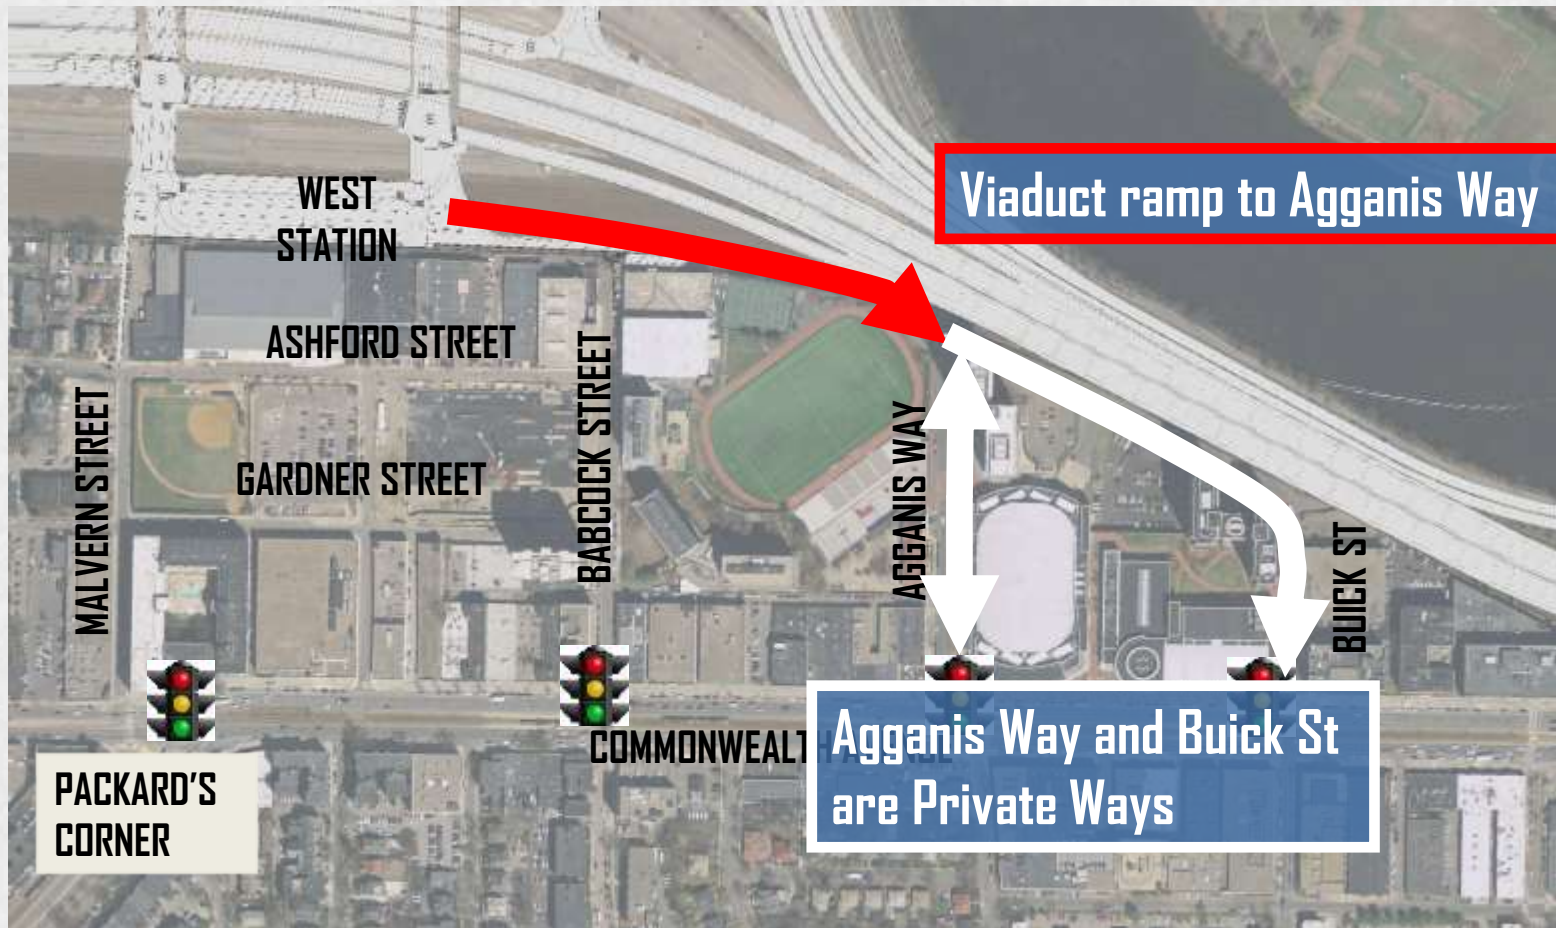 Viaduct ramp to Agganis Way
WEST
STATION
ASHFORD STREET
MALVERN STREET
GARDNER STREET
BABCOCK STREET
AGGANIS WAY
BUICK ST
COMMONWEALTH
Agganis Way and Buick St
are Private Ways
PACKARD'S
CORNER